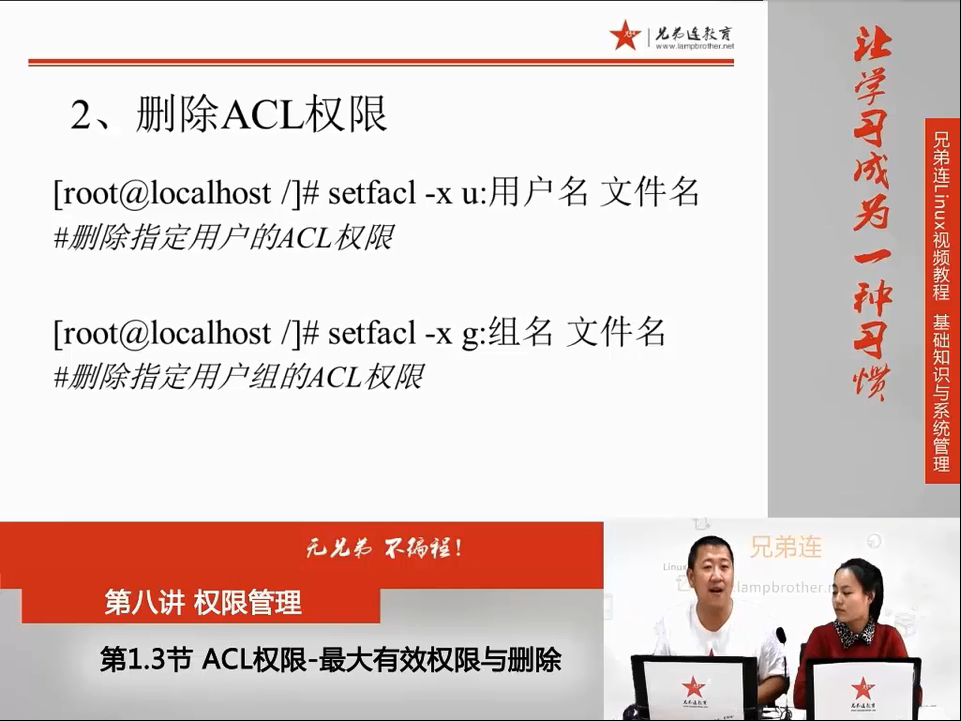 兄弟连教育
www.lampbrother.net
2、删除ACL权限
[root@localhost /]# setfacl -x u:用户名 文件名
#删除指定用户的ACL权限
[root@localhost /]# setfacl -x g:组名 文件名
#删除指定用户组的ACL权限
让学习成为一种习惯
兄弟连Linux视频教程 基础知识与系统管理
无兄弟 不编程!
第八讲 权限管理
第1.3节 ACL权限-最大有效权限与删除
兄弟连
Linux
.lampbrother.n